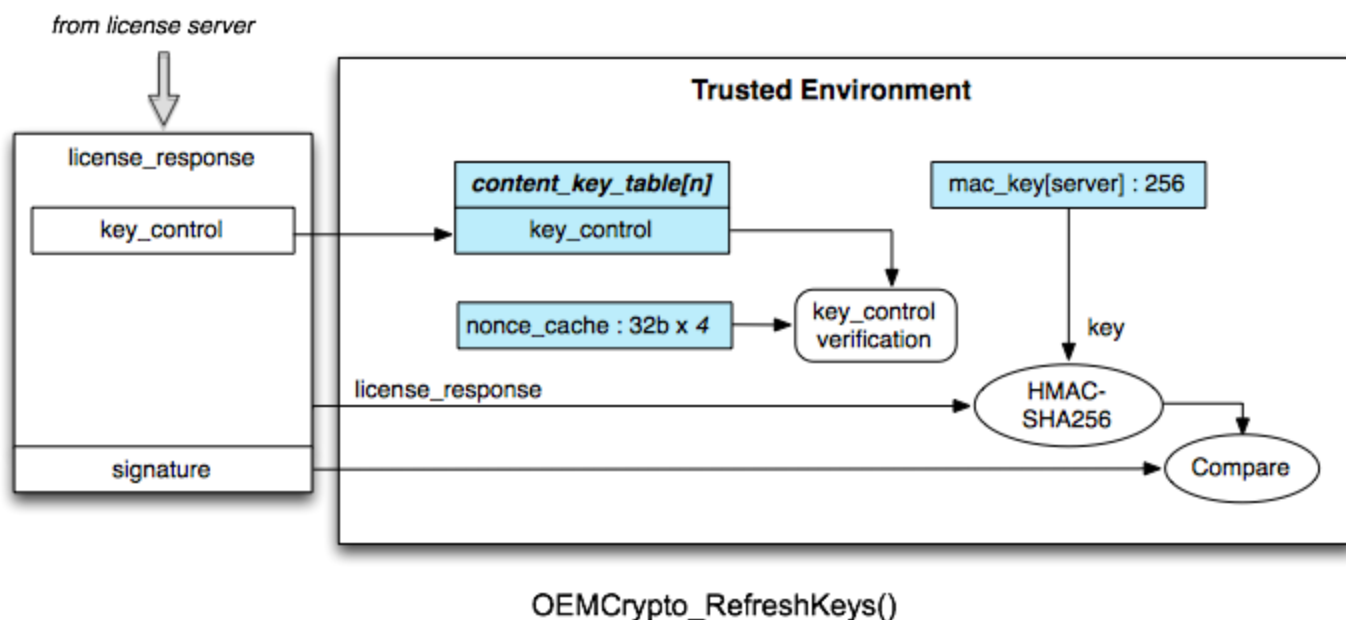 from license server
Trusted Environment
license_response
content_key_table[n]
mac_key[server] : 256
key_control
key_control
nonce_cache : 32b x 4
key_control
verification
key
license_response
HMAC-
SHA256
signature
Compare
OEMCrypto_RefreshKeys()